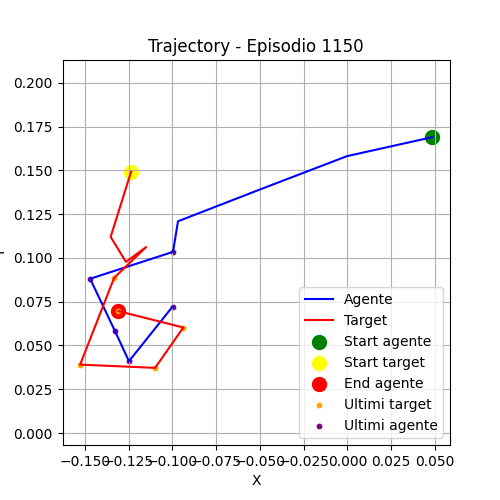 Trajectory - Episodio 1150
0.200
0.175
0.150
0.125
0.100
0.075
0.050
0.025
0.000
Agente
Target
Start agente
Start target
End agente
Ultimi target
Ultimi agente
−0.150 −0.125 −0.100 −0.075 −0.050 −0.025 0.000 0.025 0.050
X